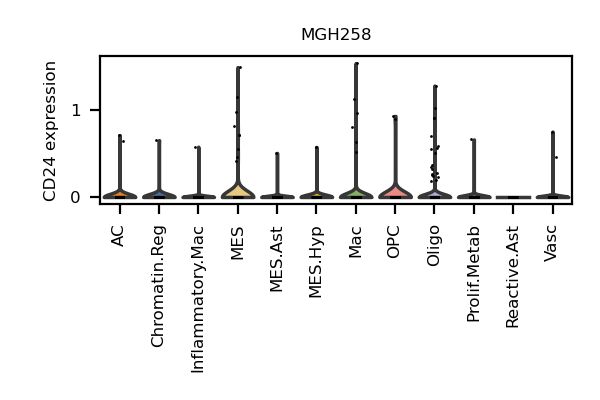 MGH258
CD24 expression
1
0
AC
Chromatin.Reg
Inflammatory.Mac
MES
MES.Ast
MES.Hyp
Mac
OPC
Oligo
Prolif.Metab
Reactive.Ast
Vasc